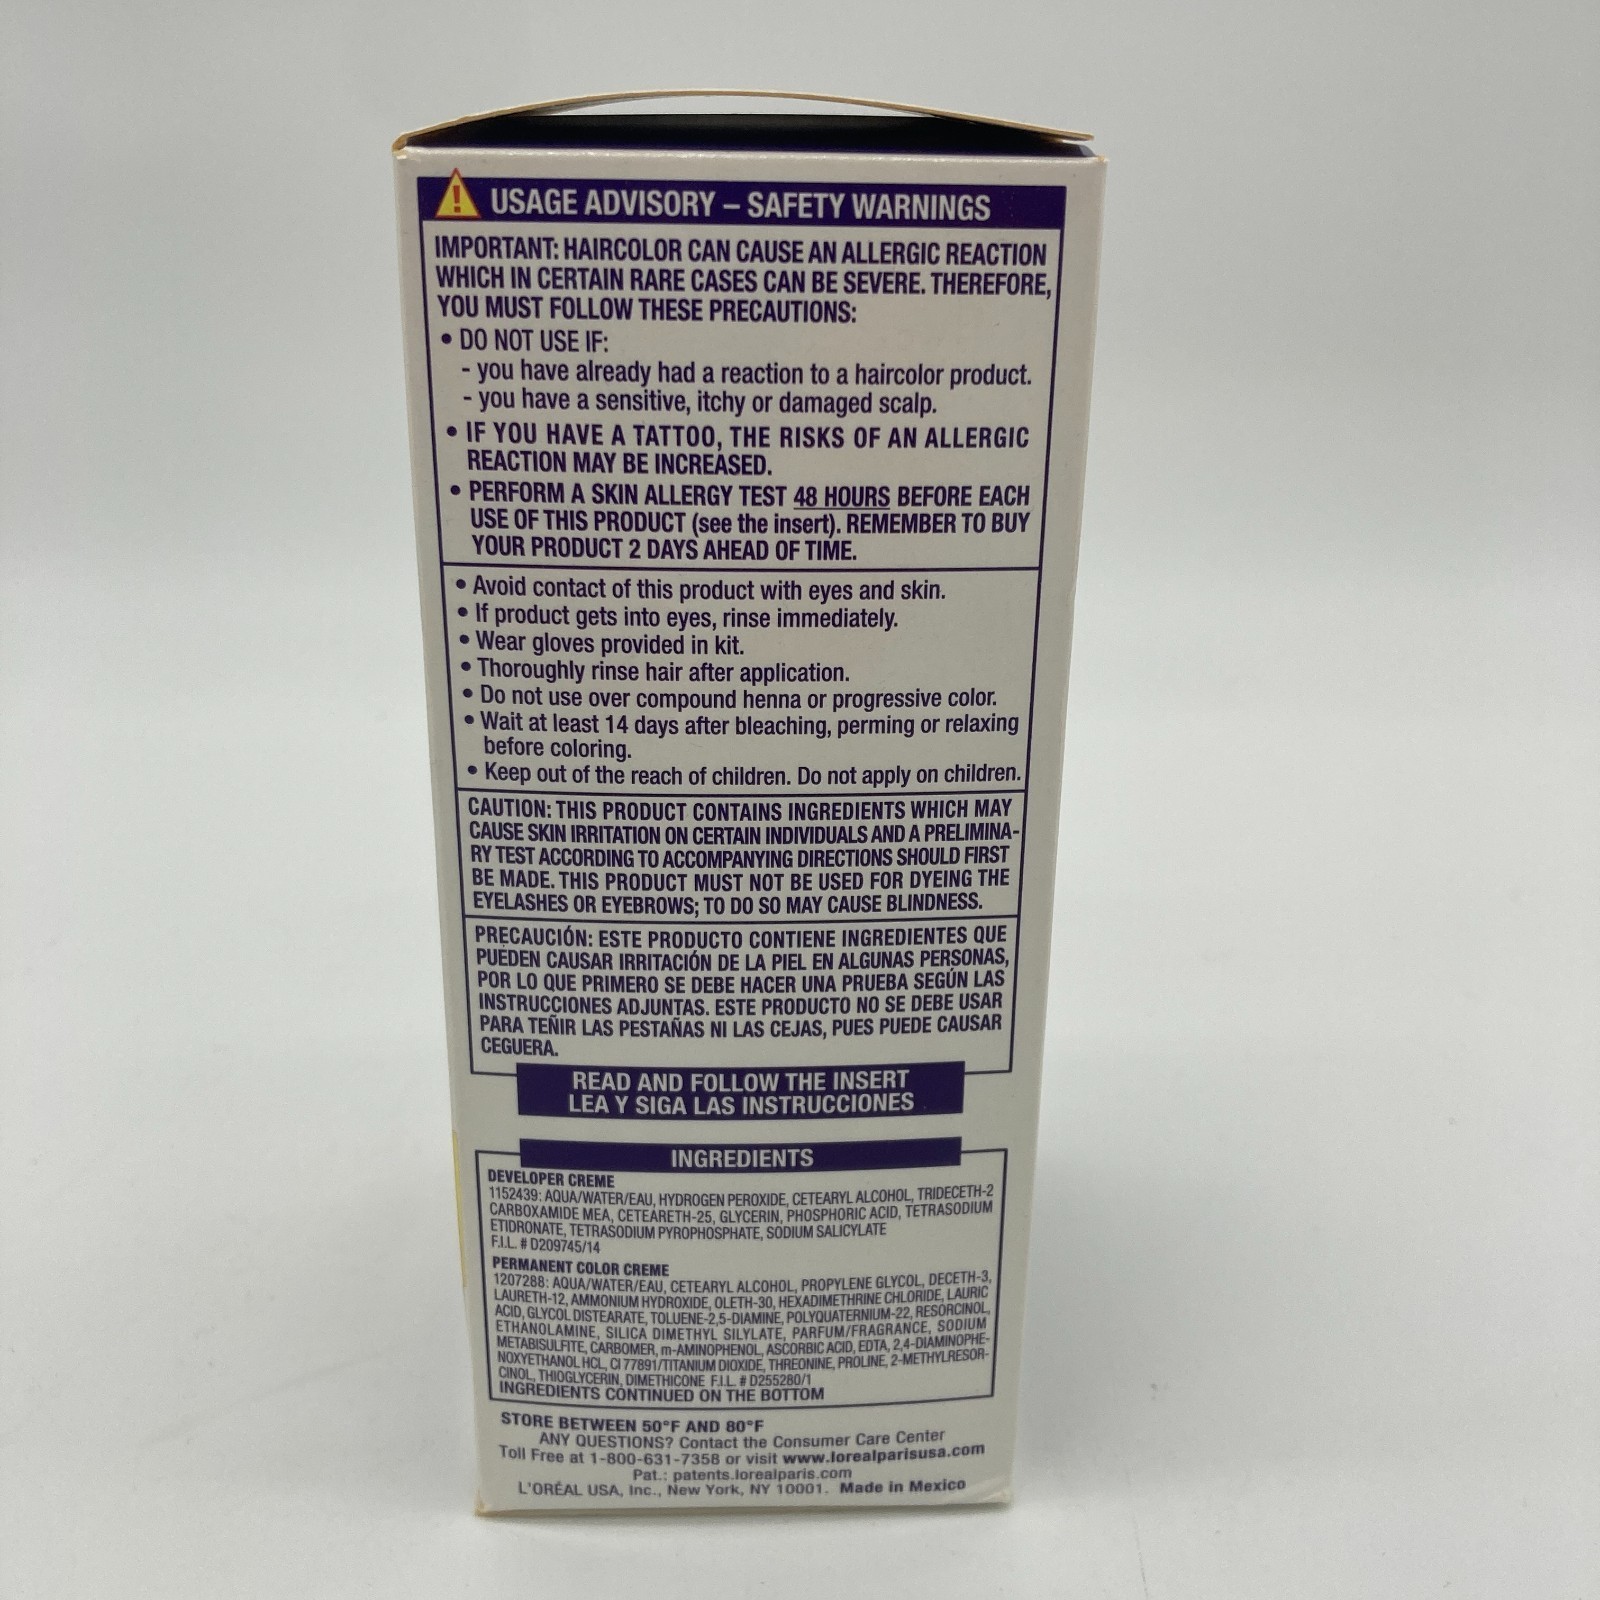 USAGE ADVISORY – SAFETY WARNINGS
IMPORTANT: HAIRCOLOR CAN CAUSE AN ALLERGIC REACTION
WHICH IN CERTAIN RARE CASES CAN BE SEVERE. THEREFORE,
YOU MUST FOLLOW THESE PRECAUTIONS:
• DO NOT USE IF:
- you have already had a reaction to a haircolor product.
- you have a sensitive, itchy or damaged scalp.
• IF YOU HAVE A TATTOO, THE RISKS OF AN ALLERGIC
REACTION MAY BE INCREASED.
• PERFORM A SKIN ALLERGY TEST 48 HOURS BEFORE EACH
USE OF THIS PRODUCT (see the insert). REMEMBER TO BUY
YOUR PRODUCT 2 DAYS AHEAD OF TIME.
• Avoid contact of this product with eyes and skin.
• If product gets into eyes, rinse immediately.
• Wear gloves provided in kit.
• Thoroughly rinse hair after application.
• Do not use over compound henna or progressive color.
• Wait at least 14 days after bleaching, perming or relaxing
before coloring.
• Keep out of the reach of children. Do not apply on children.
CAUTION: THIS PRODUCT CONTAINS INGREDIENTS WHICH MAY
CAUSE SKIN IRRITATION ON CERTAIN INDIVIDUALS AND A PRELIMINA-
RY TEST ACCORDING TO ACCOMPANYING DIRECTIONS SHOULD FIRST
BE MADE. THIS PRODUCT MUST NOT BE USED FOR DYEING THE
EYELASHES OR EYEBROWS; TO DO SO MAY CAUSE BLINDNESS.
PRECAUCIÓN: ESTE PRODUCTO CONTIENE INGREDIENTES QUE
PUEDEN CAUSAR IRRITACIÓN DE LA PIEL EN ALGUNAS PERSONAS,
POR LO QUE PRIMERO SE DEBE HACER UNA PRUEBA SEGÚN LAS
INSTRUCCIONES ADJUNTAS. ESTE PRODUCTO NO SE DEBE USAR
PARA TEÑIR LAS PESTAÑAS NI LAS CEJAS, PUES PUEDE CAUSAR
CEGUERA.
READ AND FOLLOW THE INSERT
LEA Y SIGA LAS INSTRUCCIONES
INGREDIENTS
DEVELOPER CREME
1152439: AQUA/WATER/EAU, HYDROGEN PEROXIDE, CETEARYL ALCOHOL, TRIDECETH-2
CARBOXAMIDE MEA, CETEARETH-25, GLYCERIN, PHOSPHORIC ACID, TETRASODIUM
ETIDRONATE, TETRASODIUM PYROPHOSPHATE, SODIUM SALICYLATE
F.I.L. # D209745/14
PERMANENT COLOR CREME
1207288: AQUA/WATER/EAU, CETEARYL ALCOHOL, PROPYLENE GLYCOL, DECETH-3,
LAURETH-12, AMMONIUM HYDROXIDE, OLETH-30, HEXADIMETHRINE CHLORIDE, LAURIC
ACID, GLYCOL DISTEARATE, TOLUENE-2,5-DIAMINE, POLYQUATERNIUM-22, RESORCINOL,
ETHANOLAMINE, SILICA DIMETHYL SILYLATE, PARFUM/FRAGRANCE, SODIUM
METABISULFITE, CARBOMER, m-AMINOPHENOL, ASCORBIC ACID, EDTA, 2,4-DIAMINOPHE-
NOXYETHANOL HCL, CI 77891/TITANIUM DIOXIDE, THREONINE, PROLINE, 2-METHYLRESOR-
CINOL, THIOGLYCERIN, DIMETHICONE F.I.L. # D255280/1
INGREDIENTS CONTINUED ON THE BOTTOM
STORE BETWEEN 50°F AND 80°F
ANY QUESTIONS? Contact the Consumer Care Center
Toll Free at 1-800-631-7358 or visit www.lorealparisusa.com
Pat.: patents.lorealparis.com
L'ORÉAL USA, Inc., New York, NY 10001. Made in Mexico